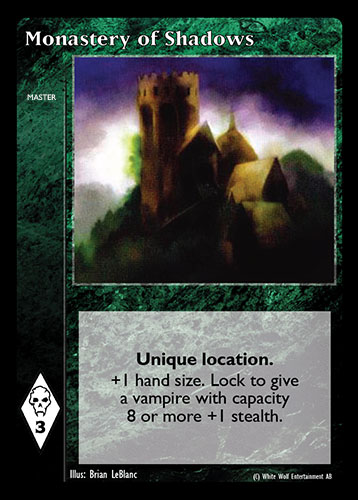 Monastery of Shadows
MASTER
Unique location.
+1 hand size. Lock to give
a vampire with capacity
8 or more +1 stealth.
3
Illus: Brian LeBlanc
(C) White Wolf Entertainment AB